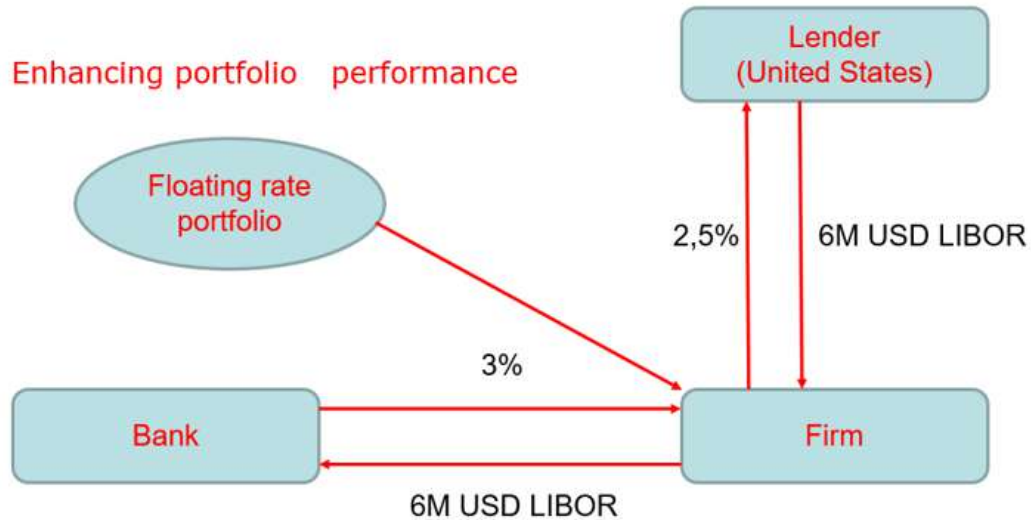 Lender
(United States)
Enhancing portfolio performance
Floating rate
portfolio
2,5%
6M USD LIBOR
3%
Bank
Firm
6M USD LIBOR